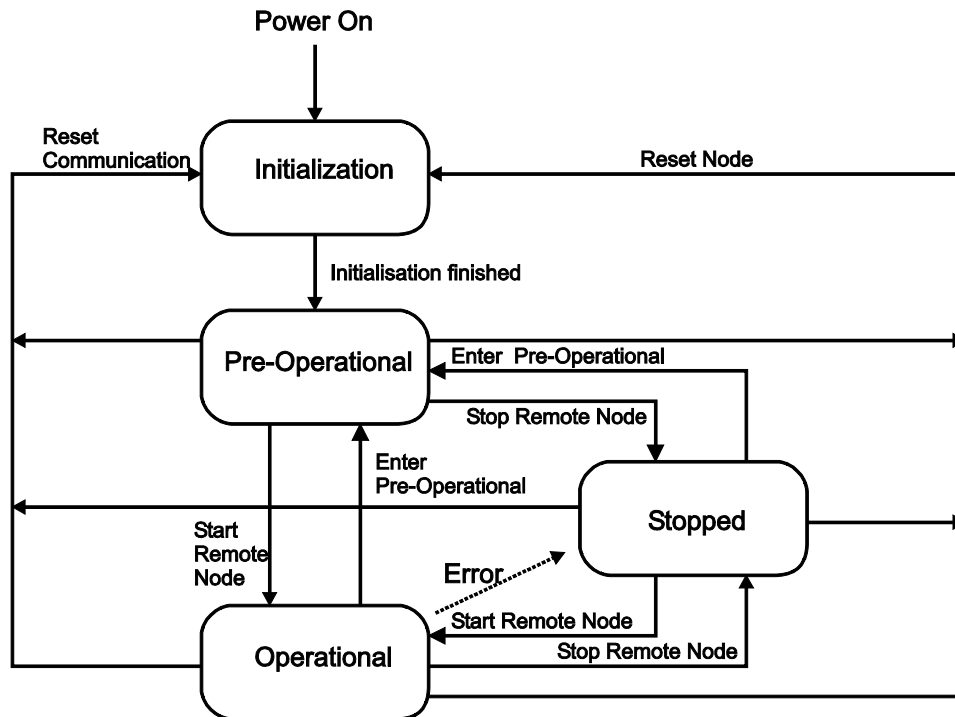 Power On
Reset
Communication
Initialization
Reset Node
Initialisation finished
Pre-Operational
Enter Pre-Operational
Stop Remote Node
Enter
Pre-Operational
Stopped
Start
Remote
Node
Error
Start Remote Node
Operational
Stop Remote Node